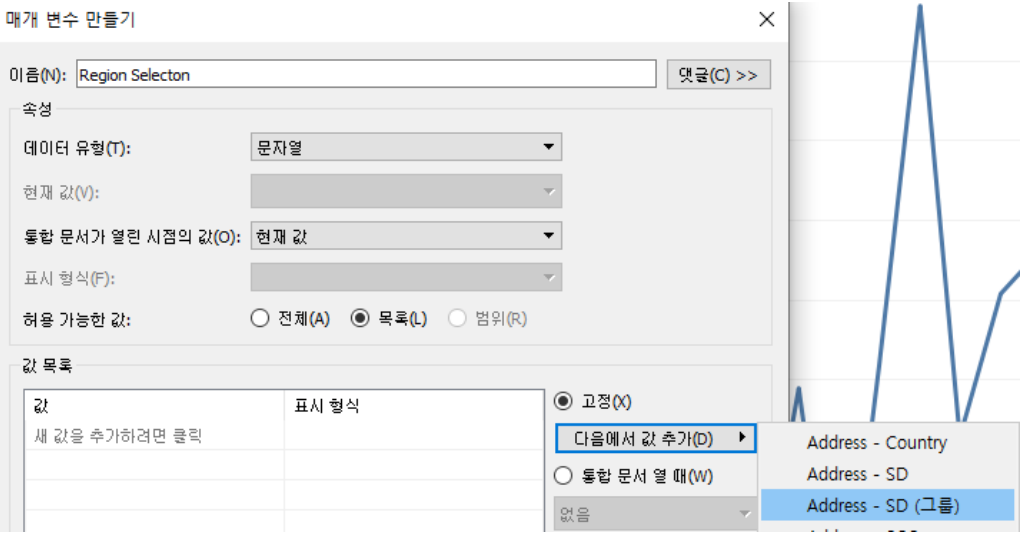 매개 변수 만들기
이름(N): Region Selecton 댓글(C) >>
속성
데이터 유형(T): 문자열
현재 값(V):
통합 문서가 열린 시점의 값(O): 현재 값
표시 형식(F):
허용 가능한 값: 전체(A) 목록(L) 범위(R)
값 목록
값 표시 형식 고정(X)
새 값을 추가하려면 클릭 다음에서 값 추가(D) Address - Country
통합 문서 열 때(W) Address - SD
없음 Address - SD (그룹)